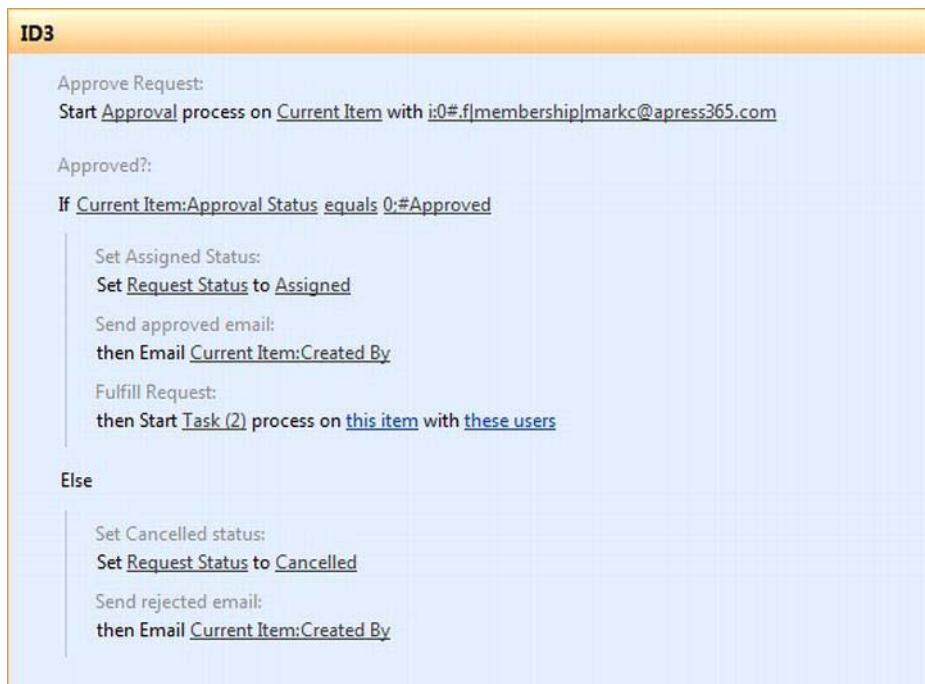 ID3
Approve Request:
Start Approval process on Current Item with i:0#.f|membership|markc@apress365.com
Approved?:
If Current Item:Approval Status equals 0;#Approved
Set Assigned Status:
Set Request Status to Assigned
Send approved email:
then Email Current Item:Created By
Fulfill Request:
then Start Task (2) process on this item with these users
Else
Set Cancelled status:
Set Request Status to Cancelled
Send rejected email:
then Email Current Item:Created By